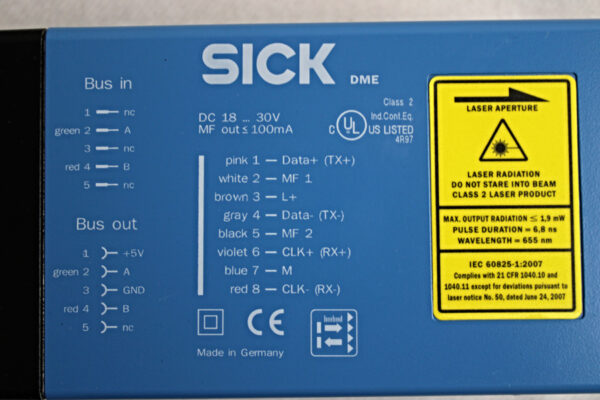 SICK DME
Bus in
1 nc
green 2 A
3 nc
red 4 B
5 nc
Bus out
1 +5V
green 2 A
3 GND
red 4 B
5 nc
DC 18 ... 30V
MF out ≤ 100mA
Class 2
Ind.Cont.Eq.
C UL US LISTED
4R97
pink 1 — Data+ (TX+)
white 2 — MF 1
brown 3 — L+
gray 4 — Data- (TX-)
black 5 — MF 2
violet 6 — CLK+ (RX+)
blue 7 — M
red 8 — CLK- (RX-)
CE
Made in Germany
LASER APERTURE
LASER RADIATION
DO NOT STARE INTO BEAM
CLASS 2 LASER PRODUCT
MAX. OUTPUT RADIATION ≤ 1,9 mW
PULSE DURATION = 6,8 ns
WAVELENGTH = 655 nm
IEC 60825-1:2007
Complies with 21 CFR 1040.10 and
1040.11 except for deviations pursuant to
laser notice No. 50, dated June 24, 2007